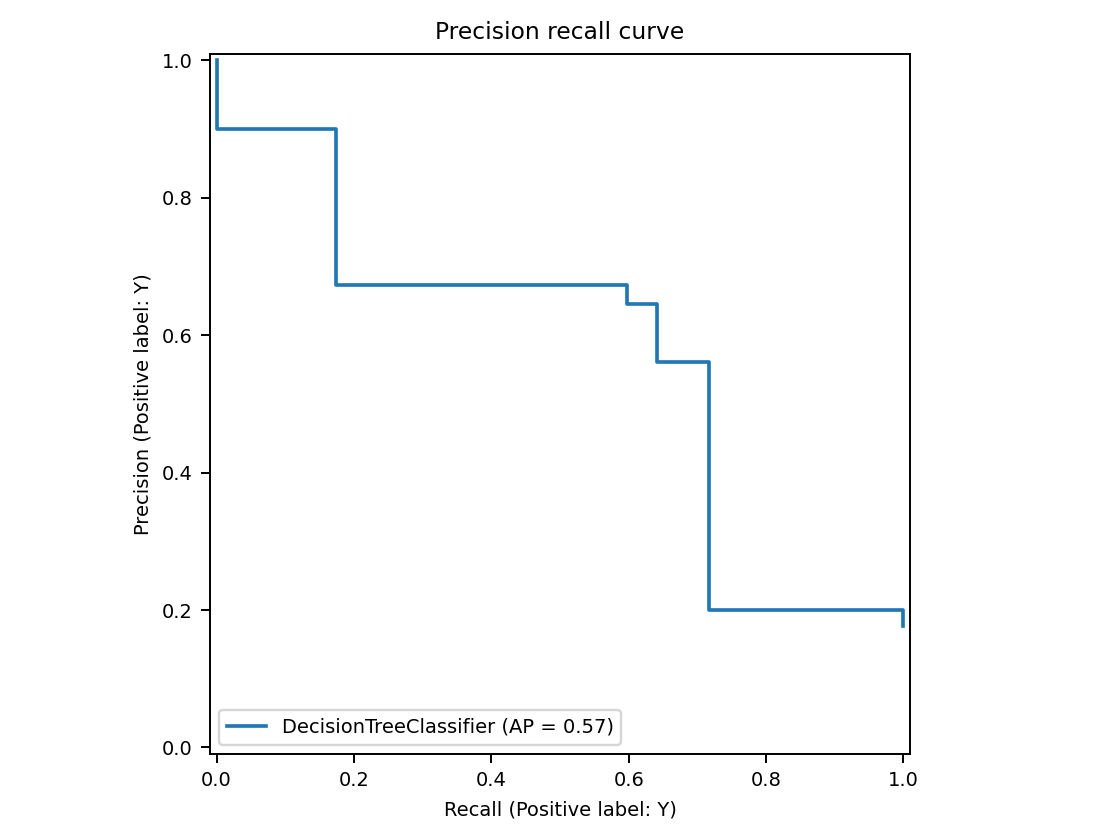 Precision recall curve
1.0
0.8
0.6
0.4
0.2
0.0
Precision (Positive label: Y)
DecisionTreeClassifier (AP = 0.57)
0.0 0.2 0.4 0.6 0.8 1.0
Recall (Positive label: Y)